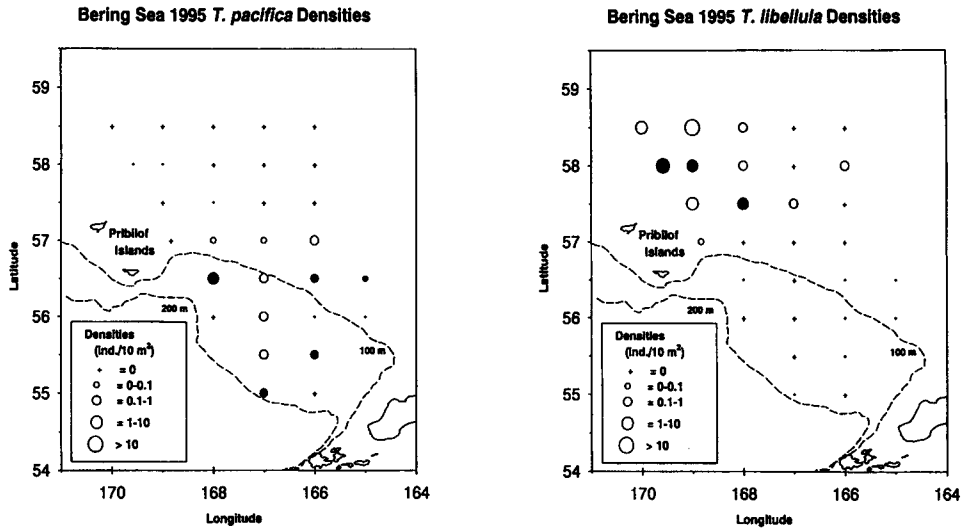 Bering Sea 1995 T. pacifica Densities
Latitude
59
58
57
56
55
54
Pribilof
Islands
200 m
100 m
Densities
(ind./10 m²)
+ = 0
= 0-0.1
= 0.1-1
= 1-10
> 10
170
168
166
164
Longitude
Bering Sea 1995 T. libellula Densities
Latitude
59
58
57
56
55
54
Pribilof
Islands
200 m
100 m
Densities
(ind./10 m²)
+ = 0
= 0-0.1
= 0.1-1
= 1-10
> 10
170
168
166
164
Longitude